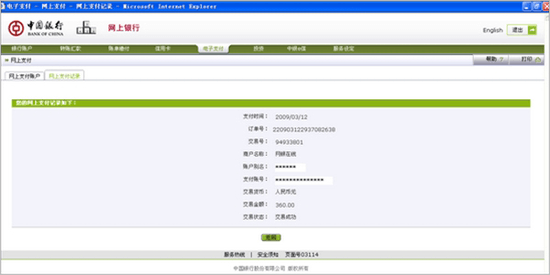 电子支付 - 网上支付 - 网上支付记录 - Microsoft Internet Explorer
中国银行
BANK OF CHINA
网上银行
English
退出
银行账户 转账汇款 账单缴付 信用卡 电子支付 投资 中银e信 服务设定
网上支付
帮助 ?
打印
网上支付账户 网上支付记录
您的网上支付记录如下：
支付时间： 2009/03/12
订单号： 220903122937082638
交易号： 94933801
商户名称： 网银在线
账户别名： ******
支付账号： **************
交易货币： 人民币元
交易金额： 360.00
交易状态： 交易成功
服务热线 | 安全须知 页面号03114
中国银行股份有限公司 版权所有